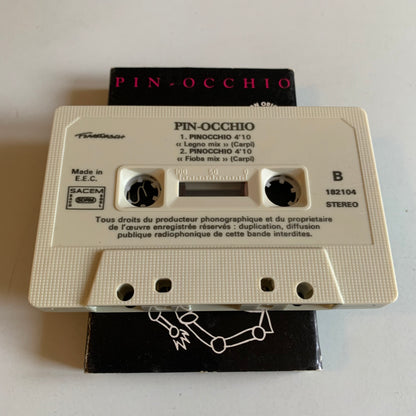 PIN-OCCHIO
PIN-OCCHIO
1. PINOCCHIO 4'10
« Legno mix » (Carpi)
2. PINOCCHIO 4'10
« Fiaba mix » (Carpi)
Made in
E.E.C.
B
182104
STEREO
SACEM
SDRM
Tous droits du producteur phonographique et du proprietaire
de l'œuvre enregistrée réservés : duplication, diffusion
publique radiophonique de cette bande interdites.